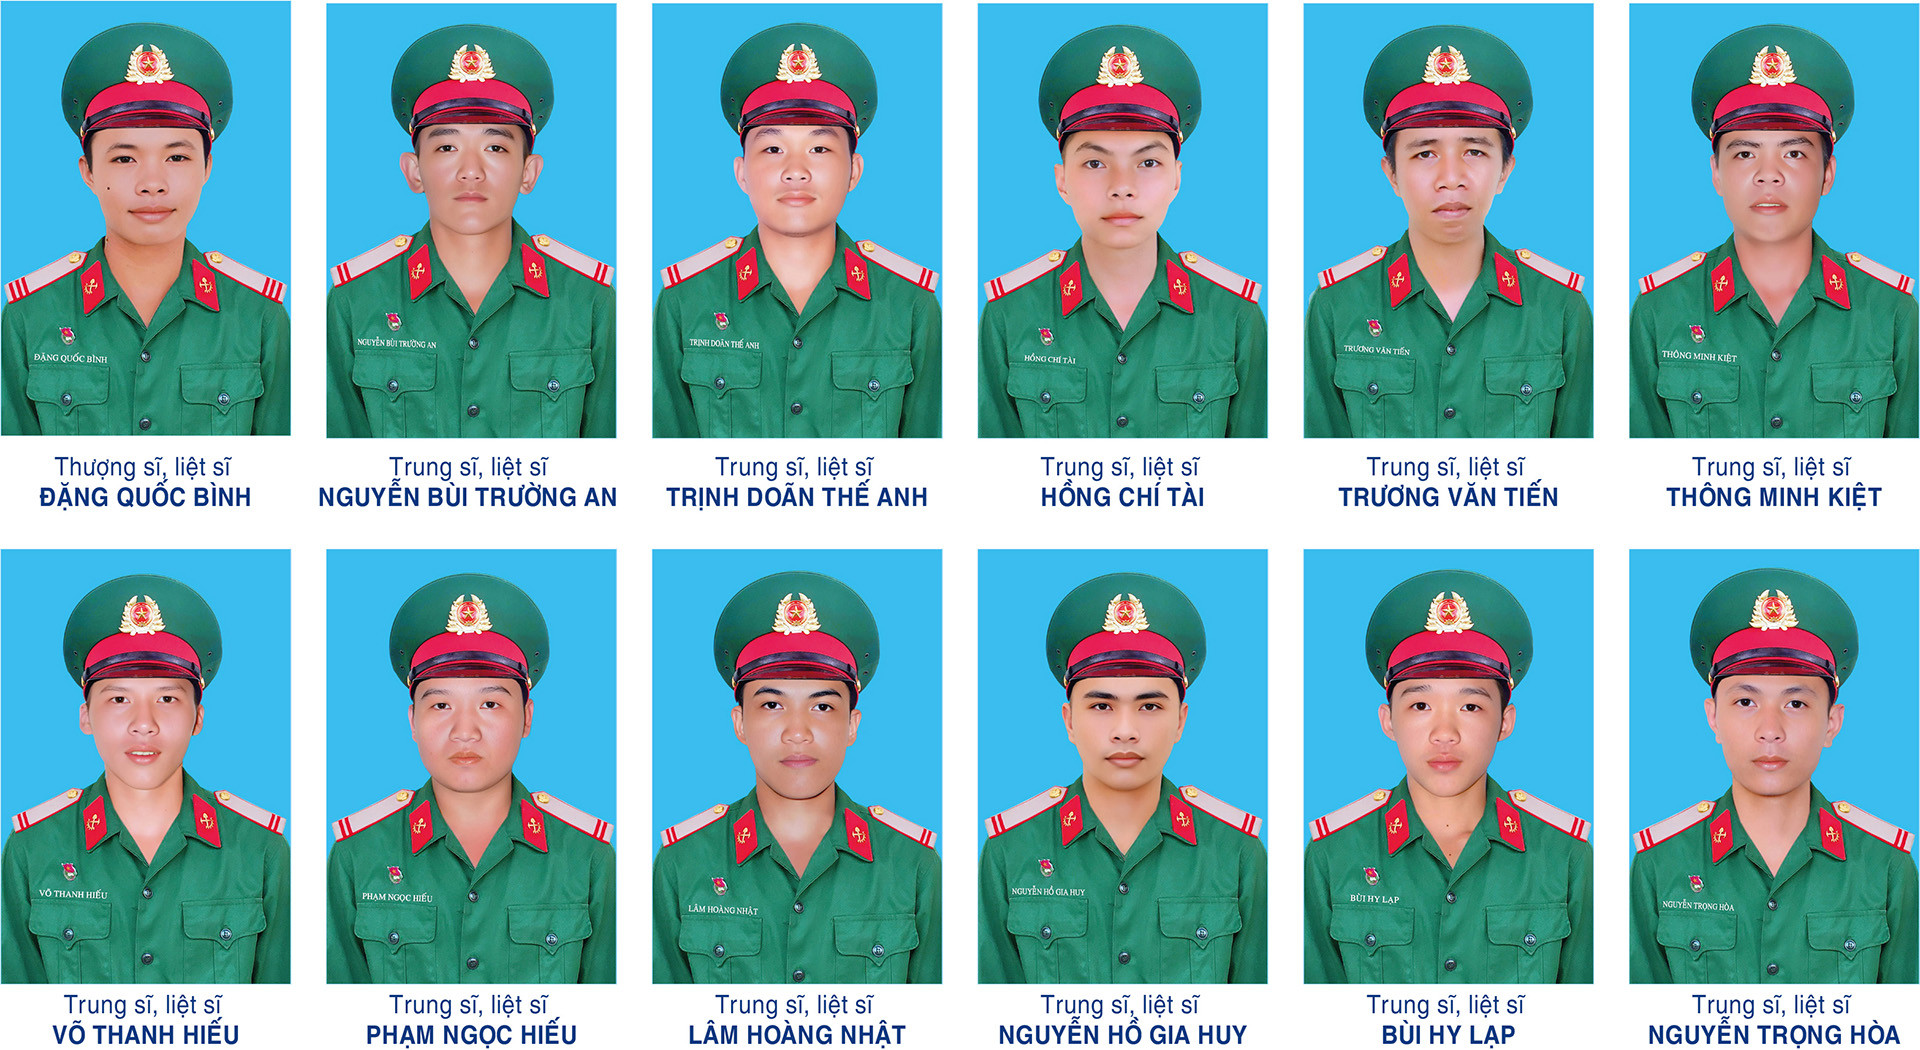 ĐẶNG QUỐC BÌNH
NGUYỄN BÙI TRƯỜNG AN
TRỊNH DOÃN THẾ ANH
HỒNG CHÍ TÀI
TRƯƠNG VĂN TIẾN
THÔNG MINH KIỆT
Thượng sĩ, liệt sĩ
ĐẶNG QUỐC BÌNH
Trung sĩ, liệt sĩ
NGUYỄN BÙI TRƯỜNG AN
Trung sĩ, liệt sĩ
TRỊNH DOÃN THẾ ANH
Trung sĩ, liệt sĩ
HỒNG CHÍ TÀI
Trung sĩ, liệt sĩ
TRƯƠNG VĂN TIẾN
Trung sĩ, liệt sĩ
THÔNG MINH KIỆT
VÕ THANH HIẾU
PHẠM NGỌC HIẾU
LÂM HOÀNG NHẬT
NGUYỄN HỒ GIA HUY
BÙI HY LẠP
NGUYỄN TRỌNG HÒA
Trung sĩ, liệt sĩ
VÕ THANH HIẾU
Trung sĩ, liệt sĩ
PHẠM NGỌC HIẾU
Trung sĩ, liệt sĩ
LÂM HOÀNG NHẬT
Trung sĩ, liệt sĩ
NGUYỄN HỒ GIA HUY
Trung sĩ, liệt sĩ
BÙI HY LẠP
Trung sĩ, liệt sĩ
NGUYỄN TRỌNG HÒA